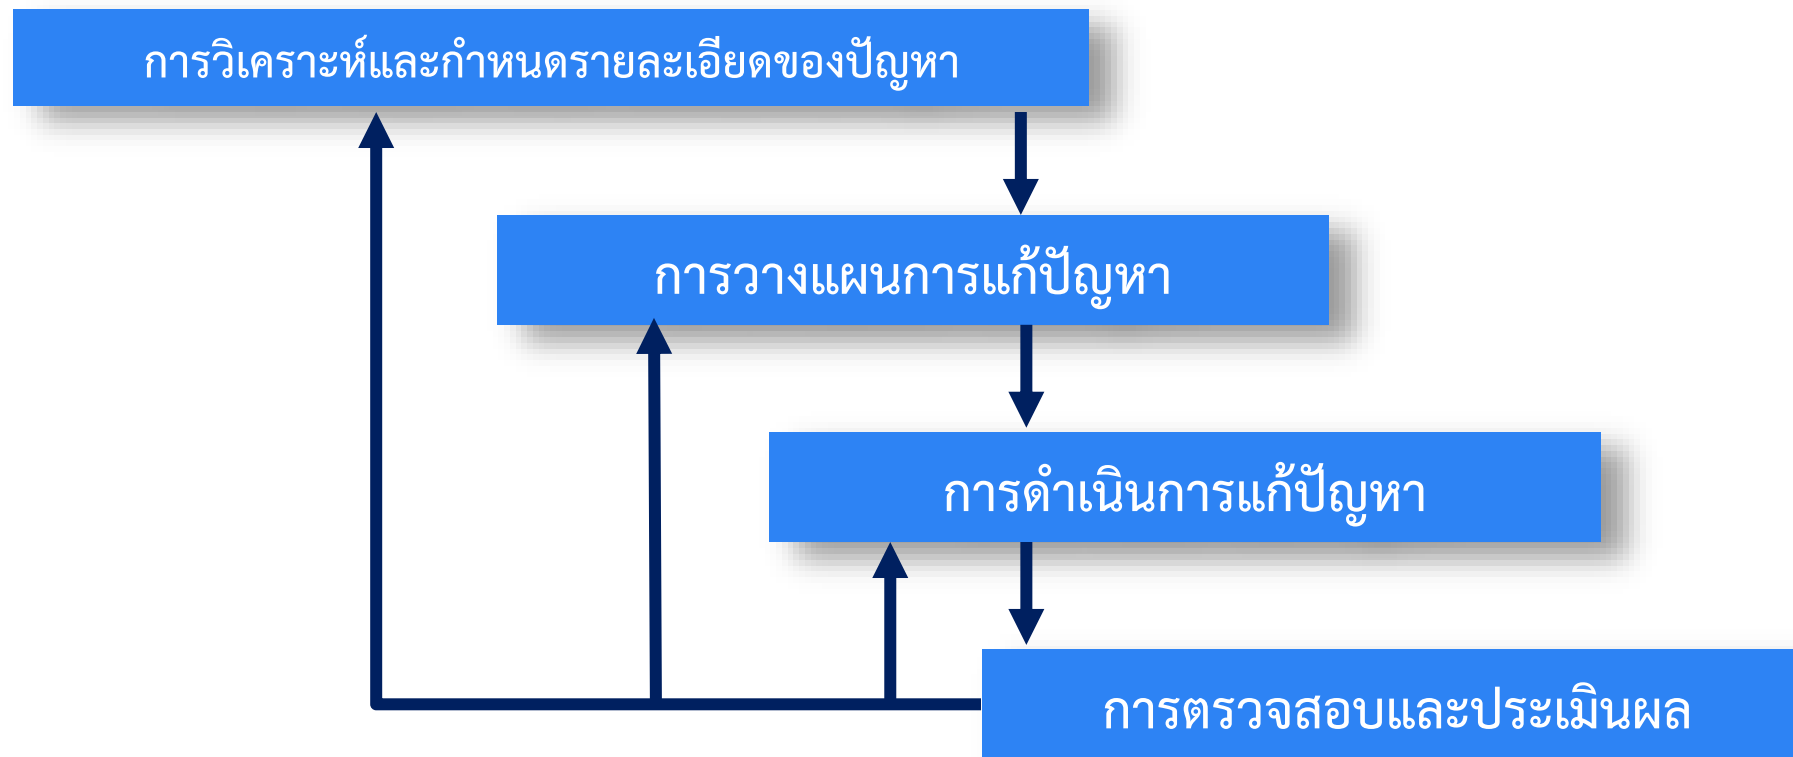 การวิเคราะห์และกำหนดรายละเอียดของปัญหา
การวางแผนการแก้ปัญหา
การดำเนินการแก้ปัญหา
การตรวจสอบและประเมินผล